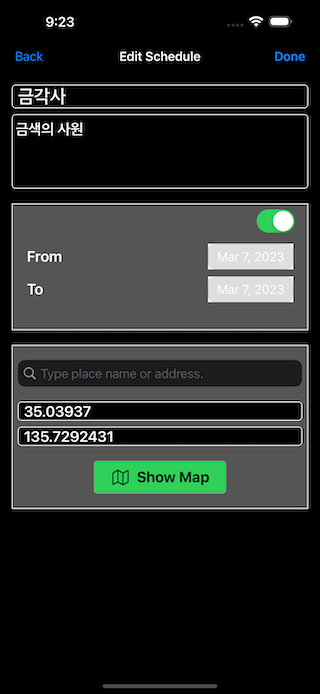 9:23
Back
Edit Schedule
Done
금각사
금색의 사원
From
Mar 7, 2023
To
Mar 7, 2023
Type place name or address.
35.03937
135.7292431
Show Map